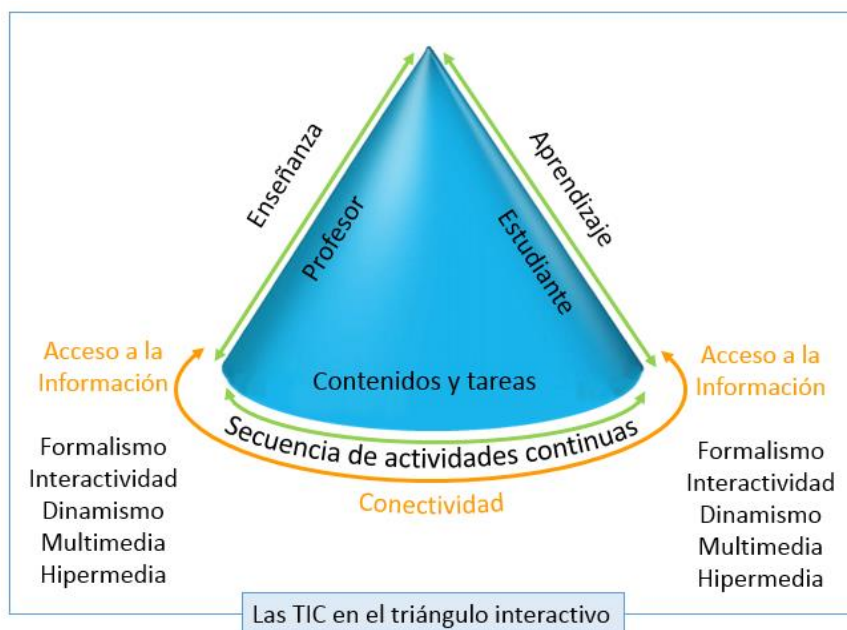 Enseñanza
Profesor
Aprendizaje
Estudiante
Acceso a la
Información
Contenidos y tareas
Acceso a la
Información
Secuencia de actividades continuas
Conectividad
Formalismo
Interactividad
Dinamismo
Multimedia
Hipermedia
Formalismo
Interactividad
Dinamismo
Multimedia
Hipermedia
Las TIC en el triángulo interactivo